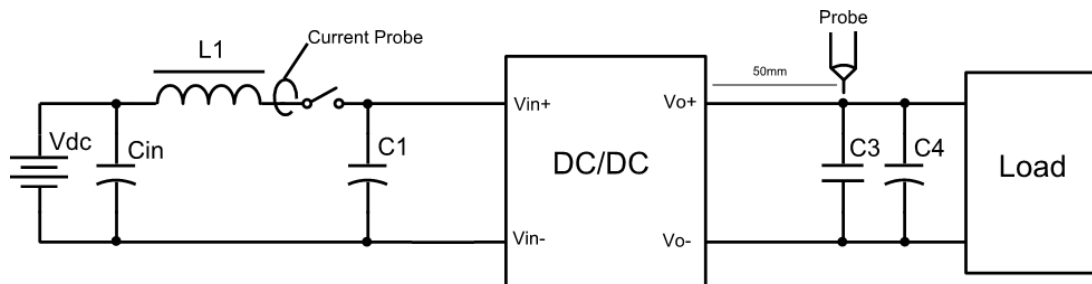 Probe
L1
Current Probe
50mm
Vin+
Vo+
Vdc
Cin
C1
DC/DC
C3
C4
Load
Vin-
Vo-